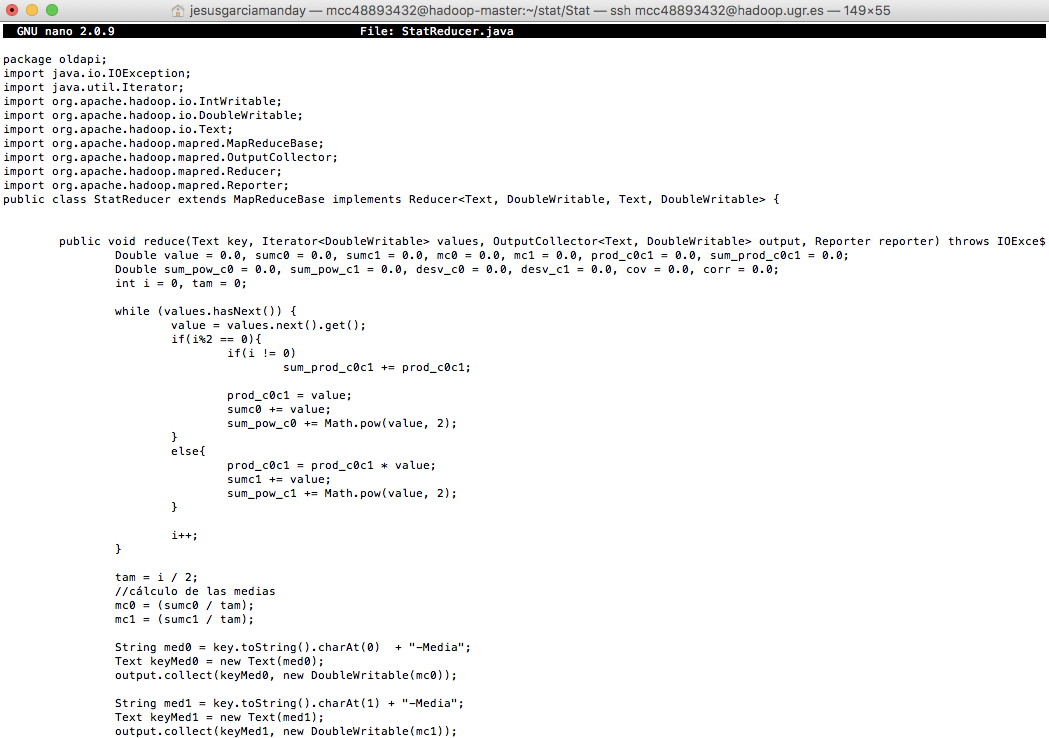 jesusgarciamanday — mcc48893432@hadoop-master:~/stat/Stat — ssh mcc48893432@hadoop.ugr.es — 149×55
GNU nano 2.0.9 File: StatReducer.java
package oldapi;
import java.io.IOException;
import java.util.Iterator;
import org.apache.hadoop.io.IntWritable;
import org.apache.hadoop.io.DoubleWritable;
import org.apache.hadoop.io.Text;
import org.apache.hadoop.mapred.MapReduceBase;
import org.apache.hadoop.mapred.OutputCollector;
import org.apache.hadoop.mapred.Reducer;
import org.apache.hadoop.mapred.Reporter;
public class StatReducer extends MapReduceBase implements Reducer<Text, DoubleWritable, Text, DoubleWritable> {
public void reduce(Text key, Iterator<DoubleWritable> values, OutputCollector<Text, DoubleWritable> output, Reporter reporter) throws IOExce$
Double value = 0.0, sumc0 = 0.0, sumc1 = 0.0, mc0 = 0.0, mc1 = 0.0, prod_c0c1 = 0.0, sum_prod_c0c1 = 0.0;
Double sum_pow_c0 = 0.0, sum_pow_c1 = 0.0, desv_c0 = 0.0, desv_c1 = 0.0, cov = 0.0, corr = 0.0;
int i = 0, tam = 0;
while (values.hasNext()) {
value = values.next().get();
if(i%2 == 0){
if(i != 0)
sum_prod_c0c1 += prod_c0c1;
prod_c0c1 = value;
sumc0 += value;
sum_pow_c0 += Math.pow(value, 2);
}
else{
prod_c0c1 = prod_c0c1 * value;
sumc1 += value;
sum_pow_c1 += Math.pow(value, 2);
}
i++;
}
tam = i / 2;
//cálculo de las medias
mc0 = (sumc0 / tam);
mc1 = (sumc1 / tam);
String med0 = key.toString().charAt(0)  + "-Media";
Text keyMed0 = new Text(med0);
output.collect(keyMed0, new DoubleWritable(mc0));
String med1 = key.toString().charAt(1) + "-Media";
Text keyMed1 = new Text(med1);
output.collect(keyMed1, new DoubleWritable(mc1));